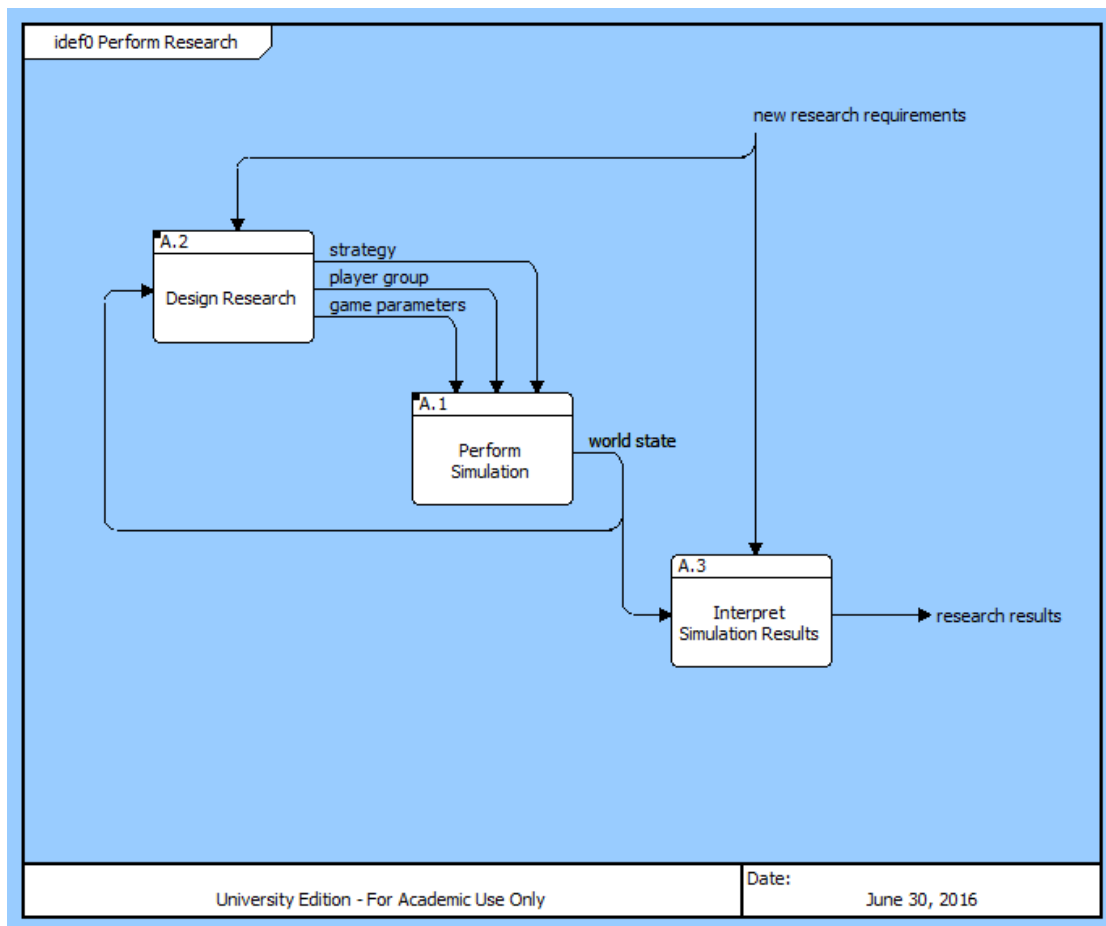 idef0 Perform Research
new research requirements
A.2
Design Research
strategy
player group
game parameters
A.1
Perform
Simulation
world state
A.3
Interpret
Simulation Results
research results
University Edition - For Academic Use Only
Date:
June 30, 2016